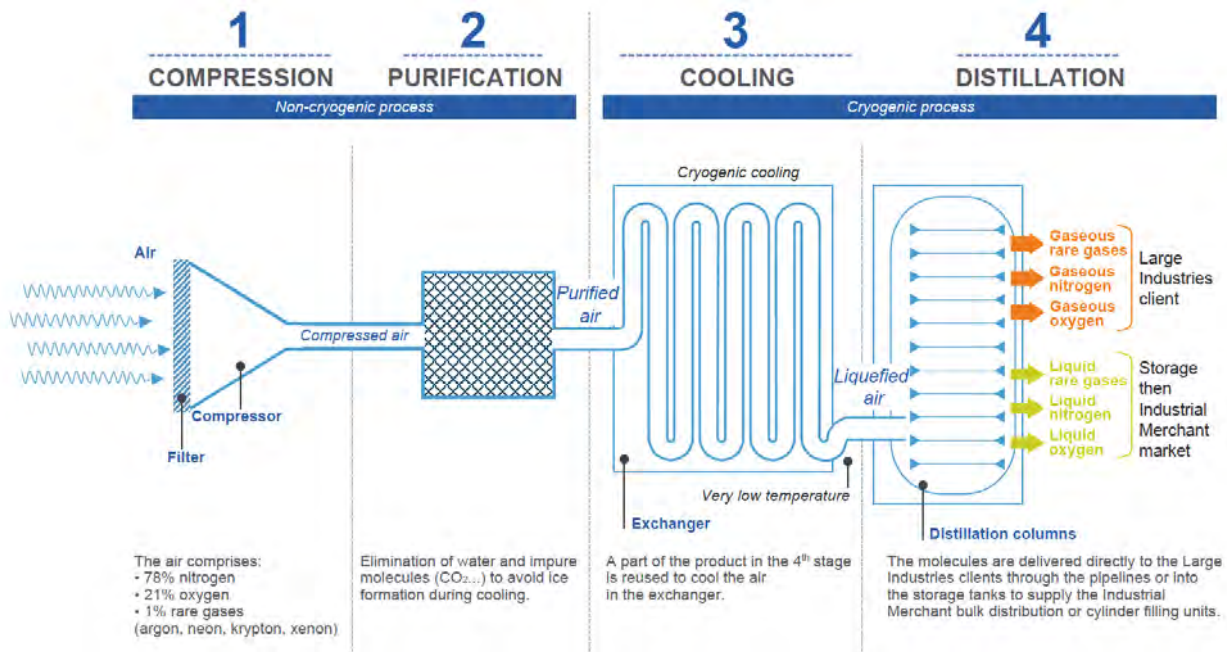 1
2
3
4
COMPRESSION
PURIFICATION
COOLING
DISTILLATION
Non-cryogenic process
Cryogenic process
Air
Compressed air
Compressor
Filter
Purified
air
Cryogenic cooling
Liquefied
air
Very low temperature
Exchanger
Gaseous
rare gases
Gaseous
nitrogen
Gaseous
oxygen
Large
Industries
client
Liquid
rare gases
Liquid
nitrogen
Liquid
oxygen
Storage
then
Industrial
Merchant
market
Distillation columns
The air comprises:
• 78% nitrogen
• 21% oxygen
• 1% rare gases
(argon, neon, krypton, xenon)
Elimination of water and impure
molecules (CO₂...) to avoid ice
formation during cooling.
A part of the product in the 4th stage
is reused to cool the air
in the exchanger.
The molecules are delivered directly to the Large
Industries clients through the pipelines or into
the storage tanks to supply the Industrial
Merchant bulk distribution or cylinder filling units.